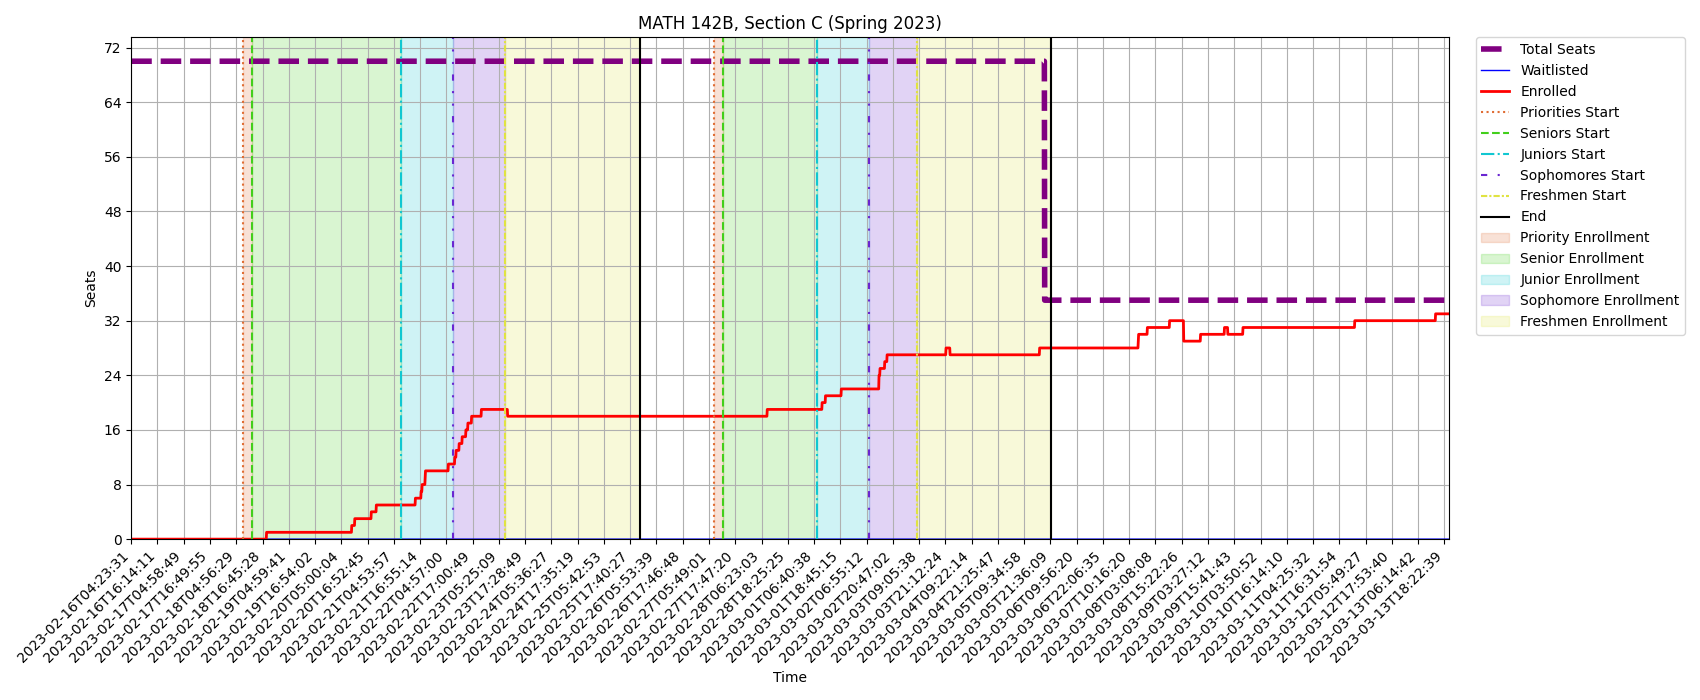 MATH 142B, Section C (Spring 2023)
72
64
56
48
40
32
24
16
8
0
Seats
2023-02-16T04:23:31
2023-02-16T16:14:11
2023-02-17T04:58:49
2023-02-17T16:49:55
2023-02-18T04:56:29
2023-02-18T16:45:28
2023-02-19T04:59:41
2023-02-19T16:54:02
2023-02-20T05:00:04
2023-02-20T16:52:45
2023-02-21T04:53:57
2023-02-21T16:55:14
2023-02-22T04:57:00
2023-02-22T17:00:49
2023-02-23T05:25:09
2023-02-23T17:28:49
2023-02-24T05:36:27
2023-02-24T17:35:19
2023-02-25T05:42:53
2023-02-25T17:40:27
2023-02-26T05:53:39
2023-02-26T17:46:48
2023-02-27T05:49:01
2023-02-27T17:47:20
2023-02-28T06:23:03
2023-02-28T18:25:25
2023-03-01T06:40:38
2023-03-01T18:45:15
2023-03-02T06:55:12
2023-03-02T20:47:02
2023-03-03T09:05:38
2023-03-03T21:12:24
2023-03-04T09:22:14
2023-03-04T21:25:47
2023-03-05T09:34:58
2023-03-05T21:36:09
2023-03-06T09:56:20
2023-03-06T22:06:35
2023-03-07T10:16:20
2023-03-08T03:08:08
2023-03-08T15:22:26
2023-03-09T03:27:12
2023-03-09T15:41:43
2023-03-10T03:50:52
2023-03-10T16:14:10
2023-03-11T04:25:32
2023-03-11T16:31:54
2023-03-12T05:49:27
2023-03-12T17:53:40
2023-03-13T06:14:42
2023-03-13T18:22:39
Time
Total Seats
Waitlisted
Enrolled
Priorities Start
Seniors Start
Juniors Start
Sophomores Start
Freshmen Start
End
Priority Enrollment
Senior Enrollment
Junior Enrollment
Sophomore Enrollment
Freshmen Enrollment